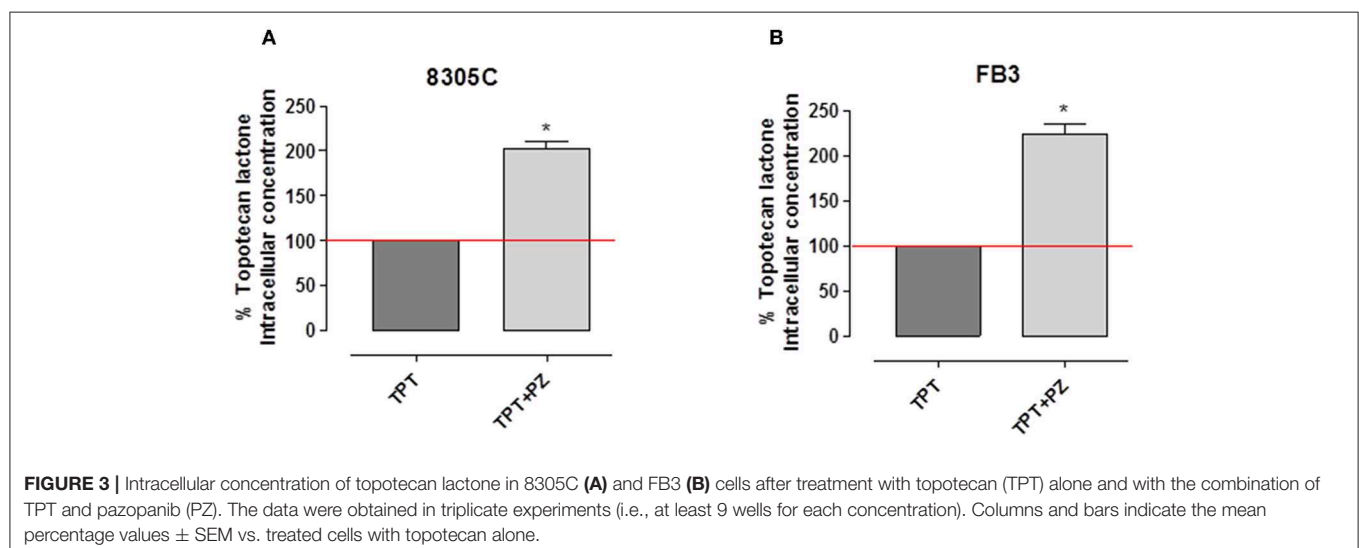 A
8305C
% Topotecan lactone
Intracellular concentration
250
200
150
100
50
0
*
TPT
TPT+PZ
B
FB3
% Topotecan lactone
Intracellular concentration
250
200
150
100
50
0
*
TPT
TPT+PZ
FIGURE 3 | Intracellular concentration of topotecan lactone in 8305C (A) and FB3 (B) cells after treatment with topotecan (TPT) alone and with the combination of
TPT and pazopanib (PZ). The data were obtained in triplicate experiments (i.e., at least 9 wells for each concentration). Columns and bars indicate the mean
percentage values ± SEM vs. treated cells with topotecan alone.